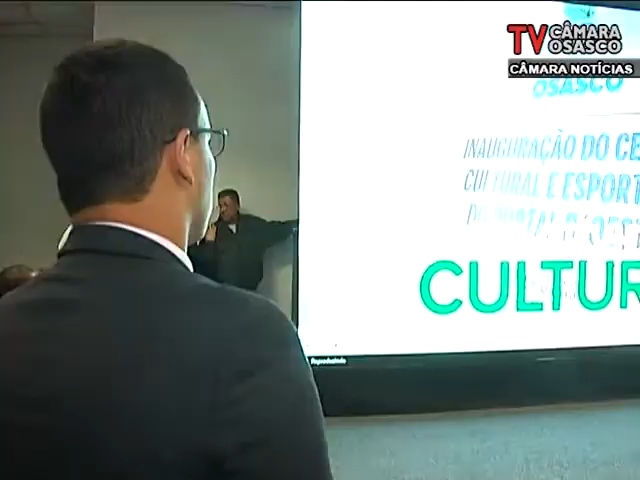 TV CÂMARA
OSASCO
CÂMARA NOTÍCIAS
OSASCO
INAUGURAÇÃO DO CE
CULTURAL E ESPORT
CULTUR